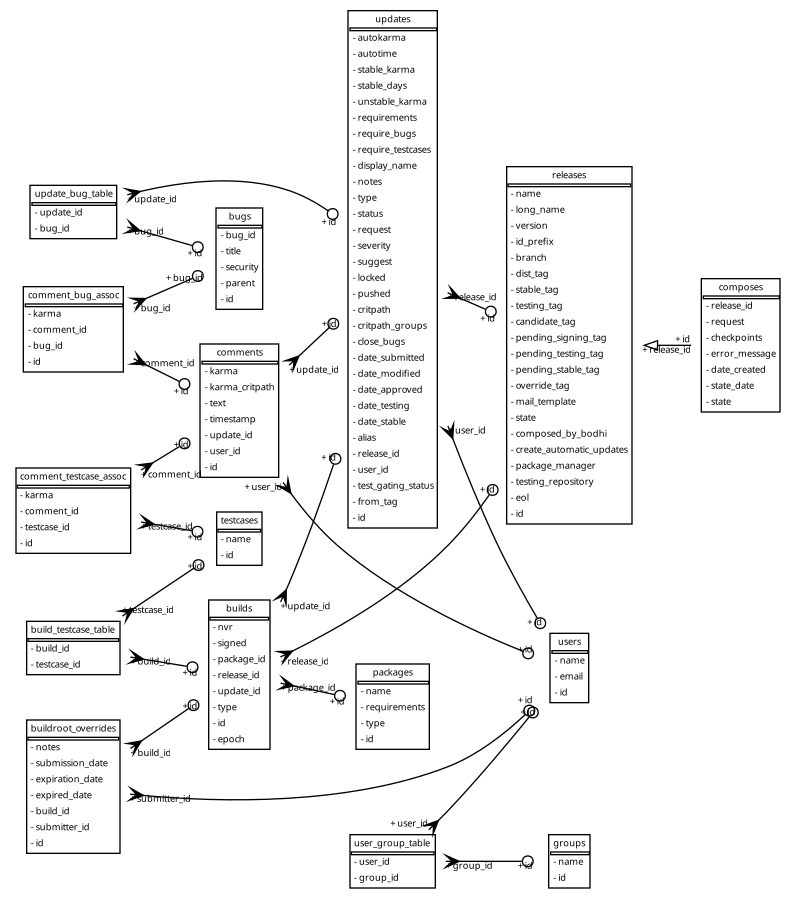 updates
- autokarma
- autotime
- stable_karma
- stable_days
- unstable_karma
- requirements
- require_bugs
- require_testcases
- display_name
- notes
- type
- status
- request
- severity
- suggest
- locked
- pushed
- critpath
- critpath_groups
- close_bugs
- date_submitted
- date_modified
- date_approved
- date_testing
- date_stable
- alias
- release_id
- user_id
- test_gating_status
- from_tag
- id
update_bug_table
- update_id
- bug_id
+ update_id
+ id
+ bug_id
+ id
bugs
- bug_id
- title
- security
- parent
- id
comment_bug_assoc
- karma
- comment_id
- bug_id
- id
+ bug_id
+ bug_id
+ comment_id
+ id
comments
- karma
- karma_critpath
- text
- timestamp
- update_id
- user_id
- id
+ id
+ update_id
+ user_id
+ id
comment_testcase_assoc
- karma
- comment_id
- testcase_id
- id
+ id
+ comment_id
+ testcase_id
+ id
testcases
- name
- id
build_testcase_table
- build_id
- testcase_id
+ id
+ testcase_id
+ build_id
+ id
builds
- nvr
- signed
- package_id
- release_id
- update_id
- type
- id
- epoch
+ id
+ update_id
+ release_id
+ id
+ package_id
+ id
packages
- name
- requirements
- type
- id
buildroot_overrides
- notes
- submission_date
- expiration_date
- expired_date
- build_id
- submitter_id
- id
+ id
+ build_id
+ submitter_id
+ id
releases
- name
- long_name
- version
- id_prefix
- branch
- dist_tag
- stable_tag
- testing_tag
- candidate_tag
- pending_signing_tag
- pending_testing_tag
- pending_stable_tag
- override_tag
- mail_template
- state
- composed_by_bodhi
- create_automatic_updates
- package_manager
- testing_repository
- eol
- id
+ release_id
+ id
+ user_id
+ id
composes
- release_id
- request
- checkpoints
- error_message
- date_created
- state_date
- state
+ id
+ release_id
users
- name
- email
- id
user_group_table
- user_id
- group_id
+ user_id
+ id
+ group_id
+ id
groups
- name
- id